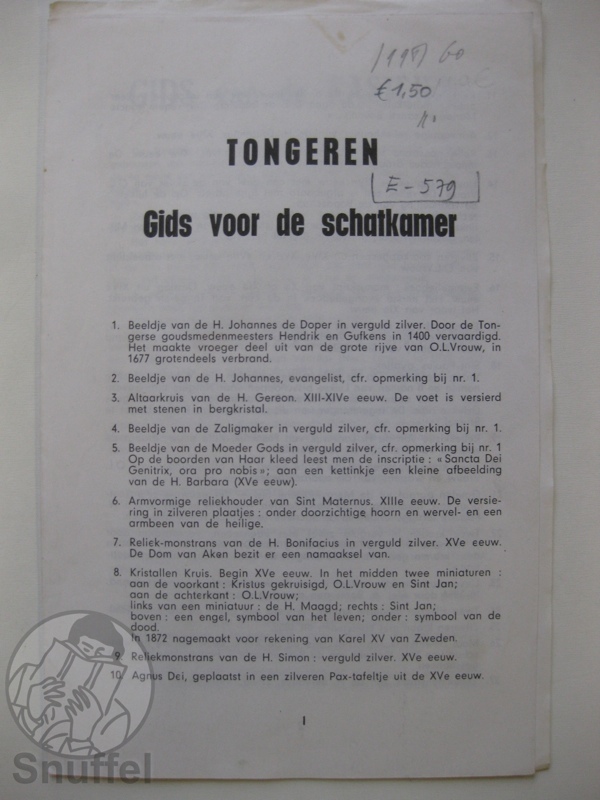 €1,50
TONGEREN
E-579
Gids voor de schatkamer
1. Beeldje van de H. Johannes de Doper in verguld zilver. Door de Ton-
gerse goudsmedenmeesters Hendrik en Gufkens in 1400 vervaardigd.
Het maakte vroeger deel uit van de grote rijve van O.L.Vrouw, in
1677 grotendeels verbrand.
2. Beeldje van de H. Johannes, evangelist, cfr. opmerking bij nr. 1.
3. Altaarkruis van de H. Gereon. XIII-XIVe eeuw. De voet is versierd
met stenen in bergkristal.
4. Beeldje van de Zaligmaker in verguld zilver, cfr. opmerking bij nr. 1.
5. Beeldje van de Moeder Gods in verguld zilver, cfr. opmerking bij nr. 1
Op de boorden van Haar kleed leest men de inscriptie : «Sancta Dei
Genitrix, ora pro nobis»; aan een kettinkje een kleine afbeelding
van de H. Barbara (XVe eeuw).
6. Armvormige reliekhouder van Sint Maternus. XIIIe eeuw. De versie-
ring in zilveren plaatjes : onder doorzichtige hoorn en wervel- en een
armbeen van de heilige.
7. Reliek-monstrans van de H. Bonifacius in verguld zilver. XVe eeuw.
De Dom van Aken bezit er een namaaksel van.
8. Kristallen Kruis. Begin XVe eeuw. In het midden twee miniaturen :
aan de voorkant : Kristus gekruisigd, O.L.Vrouw en Sint Jan;
aan de achterkant : O.L.Vrouw;
links van een miniatuur : de H. Maagd; rechts : Sint Jan;
boven : een engel, symbool van het leven; onder : symbool van de
dood.
In 1872 nagemaakt voor rekening van Karel XV van Zweden.
9 Reliekmonstrans van de H. Simon : verguld zilver. XVe eeuw.
10. Agnus Dei, geplaatst in een zilveren Pax-tafeltje uit de XVe eeuw.
1
Snuffel